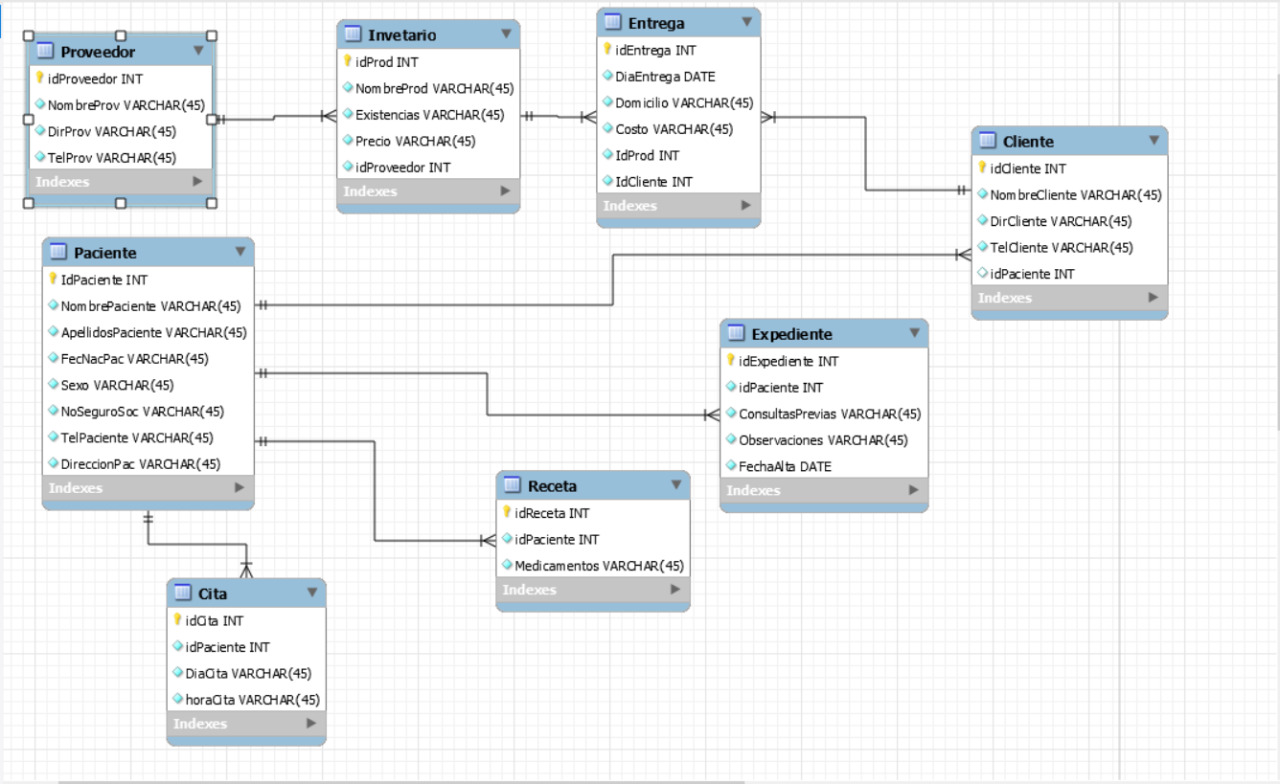 Proveedor
idProveedor INT
NombreProv VARCHAR(45)
DirProv VARCHAR(45)
TelProv VARCHAR(45)
Indexes
Invetario
idProd INT
NombreProd VARCHAR(45)
Existencias VARCHAR(45)
Precio VARCHAR(45)
idProveedor INT
Indexes
Entrega
idEntrega INT
DiaEntrega DATE
Domicilio VARCHAR(45)
Costo VARCHAR(45)
IdProd INT
IdCliente INT
Indexes
Cliente
idCliente INT
NombreCliente VARCHAR(45)
DirCliente VARCHAR(45)
TelCliente VARCHAR(45)
idPaciente INT
Indexes
Paciente
IdPaciente INT
NombrePaciente VARCHAR(45)
ApellidosPaciente VARCHAR(45)
FecNacPac VARCHAR(45)
Sexo VARCHAR(45)
NoSeguroSoc VARCHAR(45)
TelPaciente VARCHAR(45)
DireccionPac VARCHAR(45)
Indexes
Expediente
idExpediente INT
idPaciente INT
ConsultasPrevias VARCHAR(45)
Observaciones VARCHAR(45)
FechaAlta DATE
Indexes
Receta
idReceta INT
idPaciente INT
Medicamentos VARCHAR(45)
Indexes
Cita
idCita INT
idPaciente INT
DiaCita VARCHAR(45)
horaCita VARCHAR(45)
Indexes